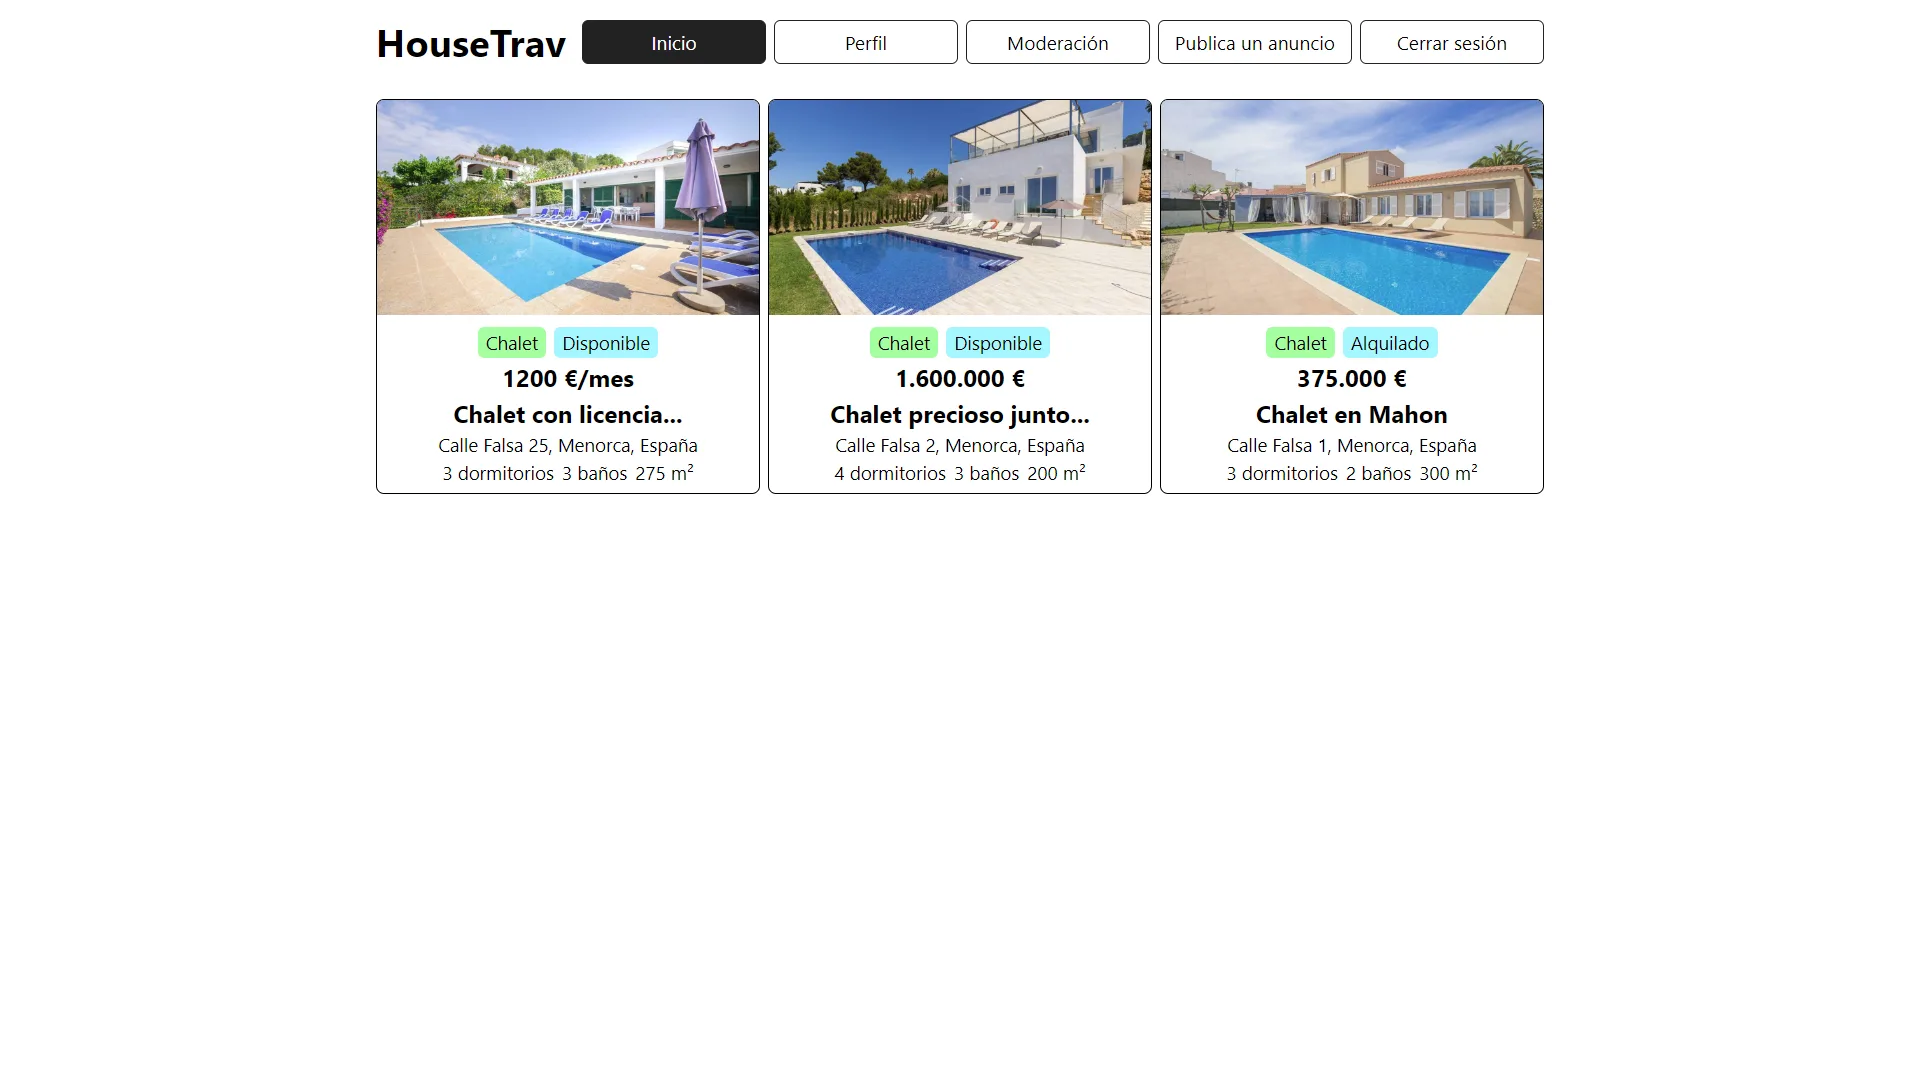 HouseTrav
Inicio
Perfil
Moderación
Publica un anuncio
Cerrar sesión
Chalet Disponible
1200 €/mes
Chalet con licencia...
Calle Falsa 25, Menorca, España
3 dormitorios 3 baños 275 m²
Chalet Disponible
1.600.000 €
Chalet precioso junto...
Calle Falsa 2, Menorca, España
4 dormitorios 3 baños 200 m²
Chalet Alquilado
375.000 €
Chalet en Mahon
Calle Falsa 1, Menorca, España
3 dormitorios 2 baños 300 m²